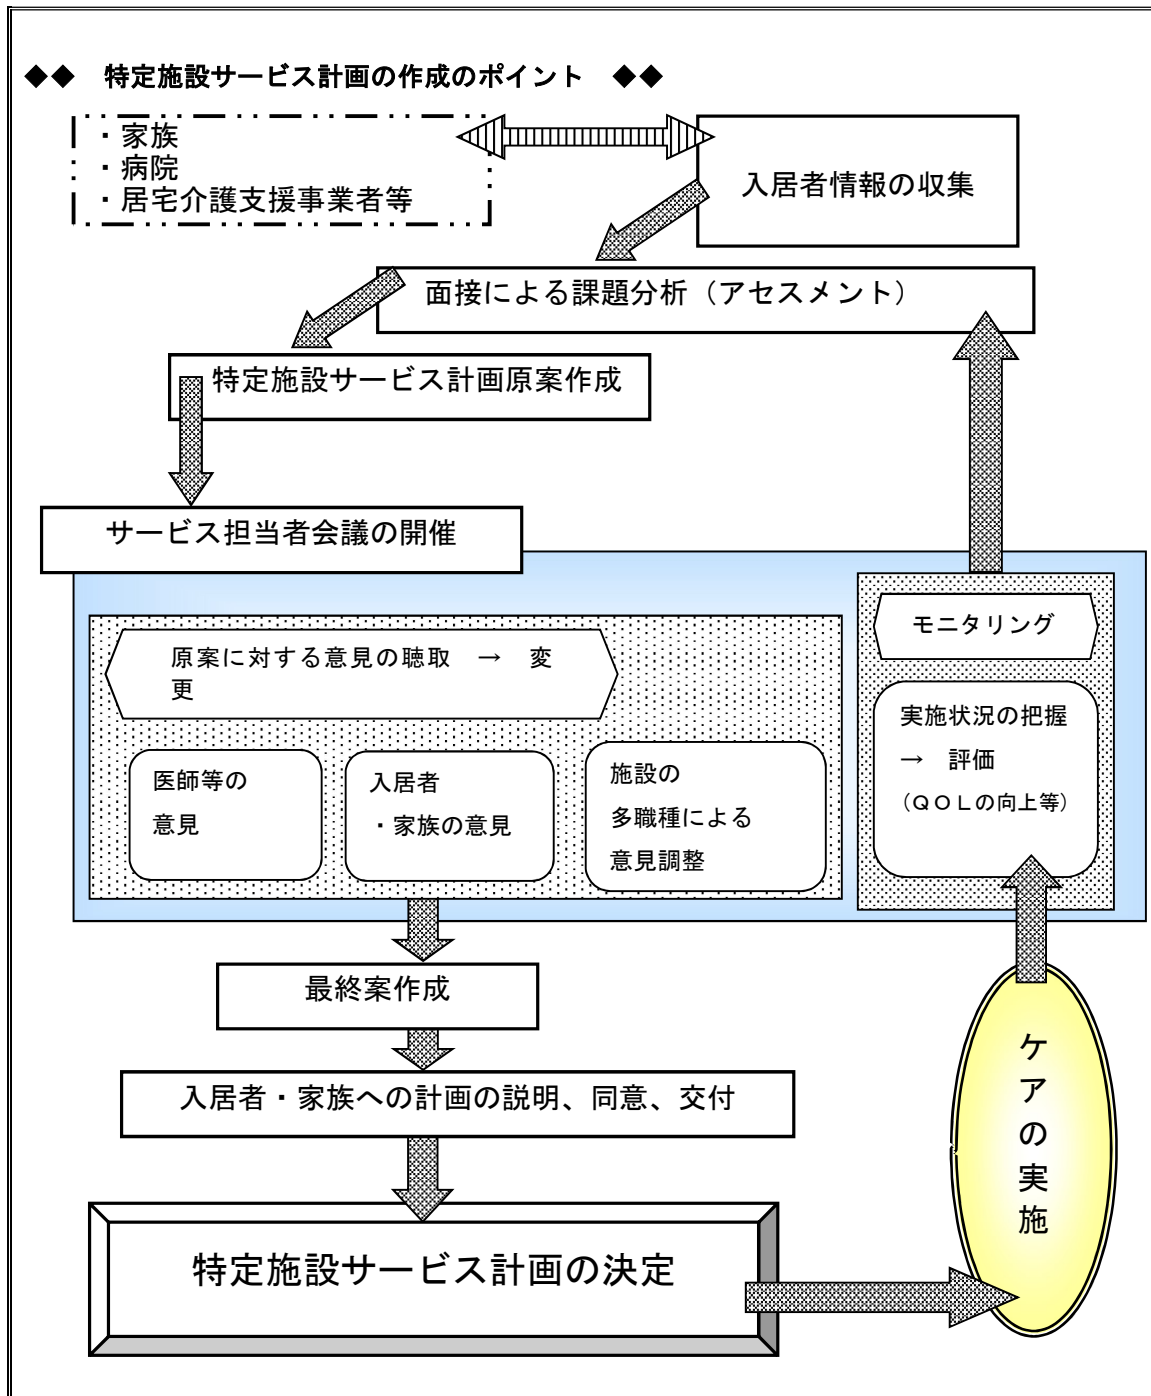 ◆◆　特定施設サービス計画の作成のポイント　◆◆
・家族
・病院
・居宅介護支援事業者等
入居者情報の収集
面接による課題分析（アセスメント）
特定施設サービス計画原案作成
サービス担当者会議の開催
原案に対する意見の聴取　→　変
更
医師等の
意見
入居者
・家族の意見
施設の
多職種による
意見調整
モニタリング
実施状況の把握
→　評価
（ＱＯＬの向上等）
最終案作成
入居者・家族への計画の説明、同意、交付
特定施設サービス計画の決定
ケアの実施